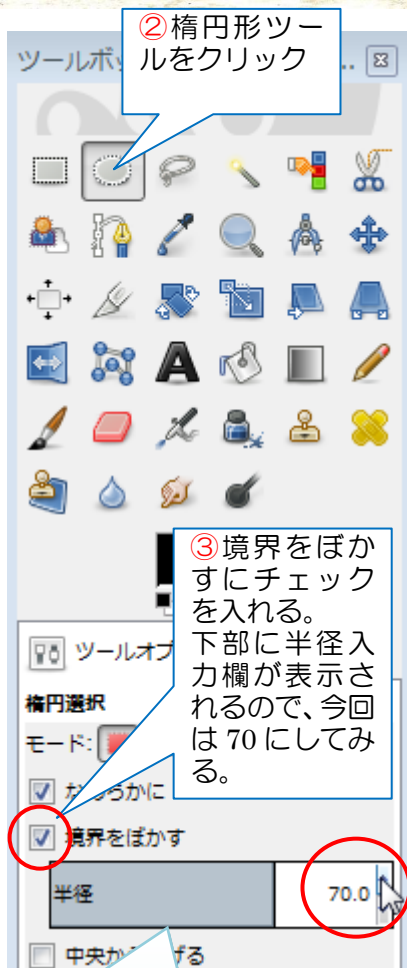 ②楕円形ツー
ルをクリック
ツールボッ
..
③境界をぼか
すにチェック
を入れる。
下部に半径入
力欄が表示さ
れるので、今回
は 70 にしてみ
る。
ツールオプ
楕円選択
モード:
なめらかに
境界をぼかす
半径 70.0
中央から
げる